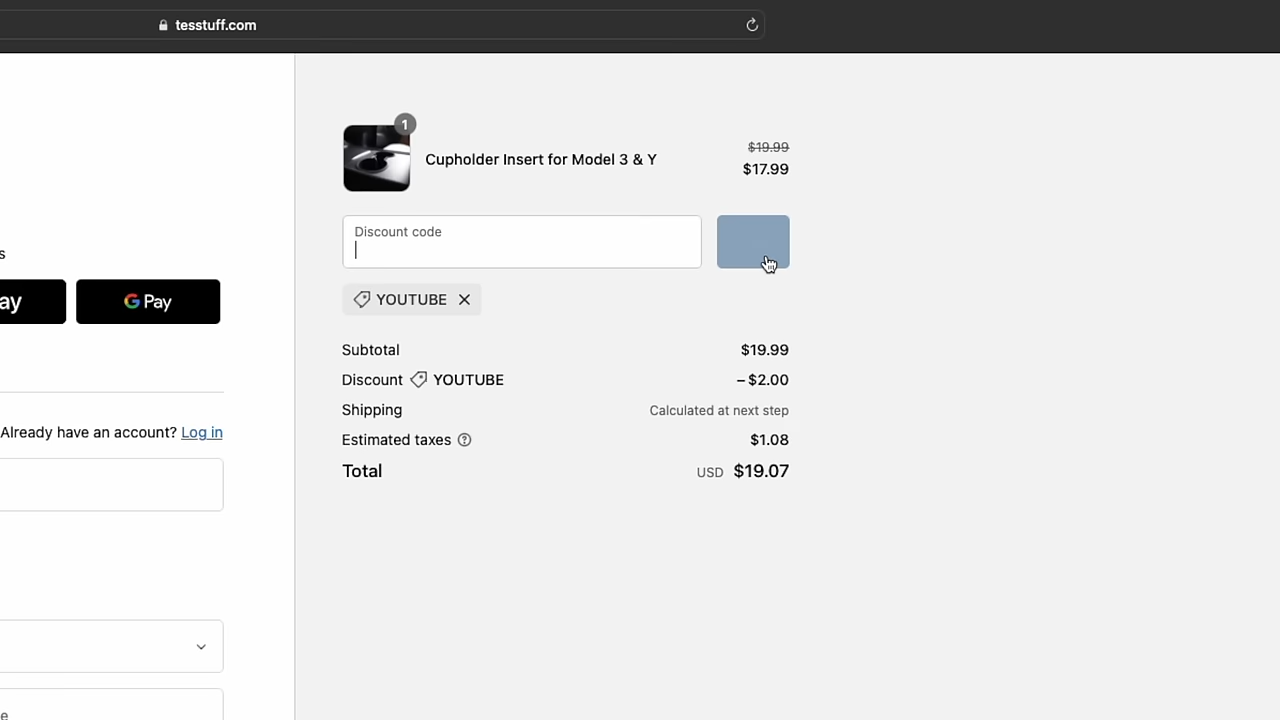 tesstuff.com
1
Cupholder Insert for Model 3 & Y
$19.99
$17.99
Discount code
s
ay
G Pay
YOUTUBE
Subtotal $19.99
Discount YOUTUBE – $2.00
Shipping Calculated at next step
Already have an account? Log in
Estimated taxes $1.08
Total USD $19.07
e